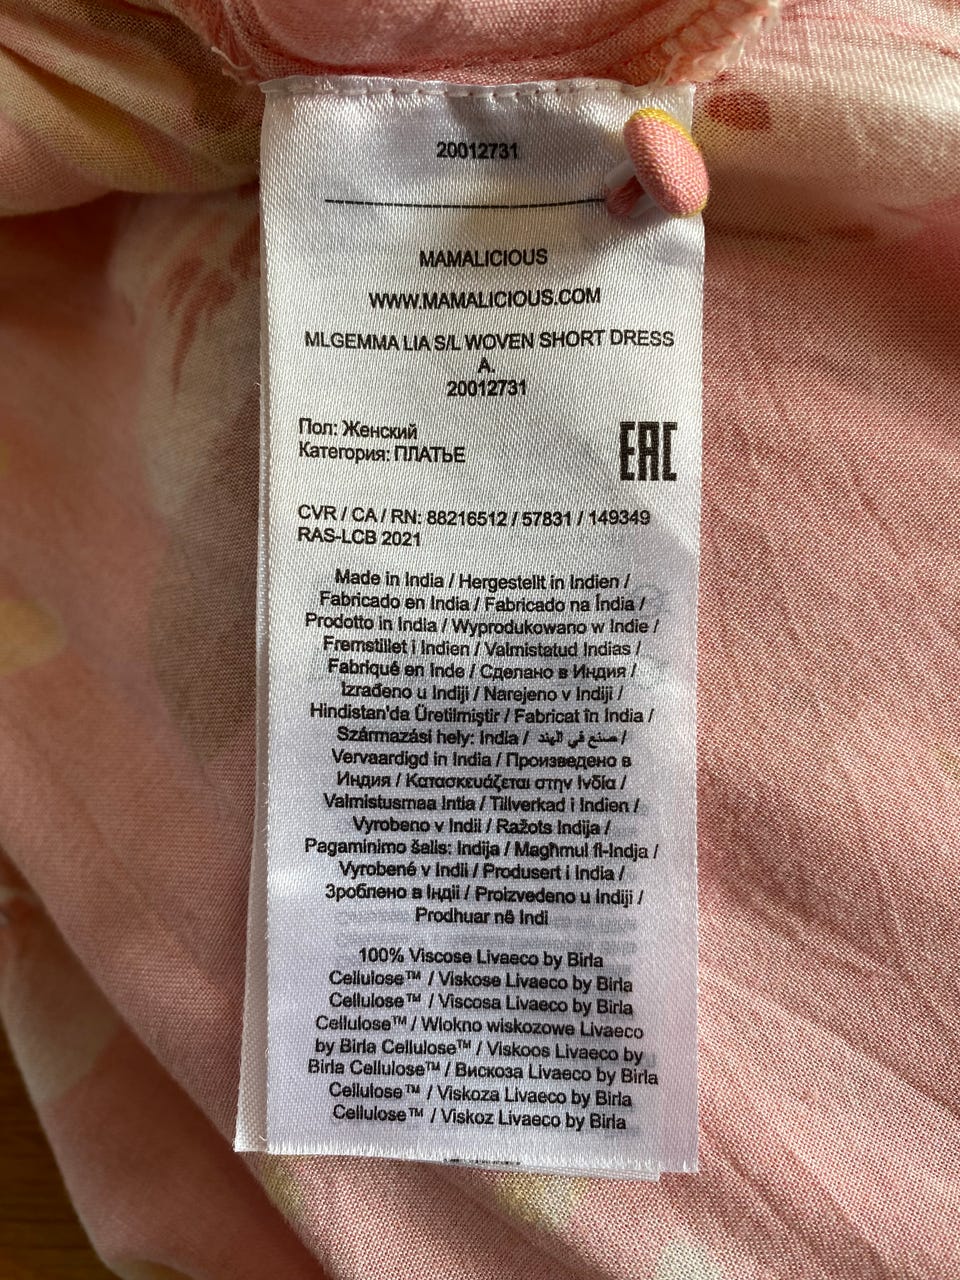 20012731
MAMALICIOUS
WWW.MAMALICIOUS.COM
MLGEMMA LIA S/L WOVEN SHORT DRESS
A.
20012731
Пол: Женский
Категория: ПЛАТЬЕ
EAC
CVR / CA / RN: 88216512 / 57831 / 149349
RAS-LCB 2021
Made in India / Hergestellt in Indien /
Fabricado en India / Fabricado na Índia /
Prodotto in India / Wyprodukowano w Indie /
Fremstillet i Indien / Valmistatud Indias /
Fabriqué en Inde / Сделано в Индия /
Izrađeno u Indiji / Narejeno v Indiji /
Hindistan'da Üretilmiştir / Fabricat în India /
Származási hely: India / صنع في الهند /
Vervaardigd in India / Произведено в
Индия / Κατασκευάζεται στην Ινδία /
Valmistusmaa Intia / Tillverkad i Indien /
Vyrobeno v Indii / Ražots Indija /
Pagaminimo šalis: Indija / Magħmul fl-Indja /
Vyrobené v Indii / Produsert i India /
Зроблено в Індії / Proizvedeno u Indiji /
Prodhuar në Indi
100% Viscose Livaeco by Birla
Cellulose™ / Viskose Livaeco by Birla
Cellulose™ / Viscosa Livaeco by Birla
Cellulose™ / Wlokno wiskozowe Livaeco
by Birla Cellulose™ / Viskoos Livaeco by
Birla Cellulose™ / Вискоза Livaeco by Birla
Cellulose™ / Viskoza Livaeco by Birla
Cellulose™ / Viskoz Livaeco by Birla